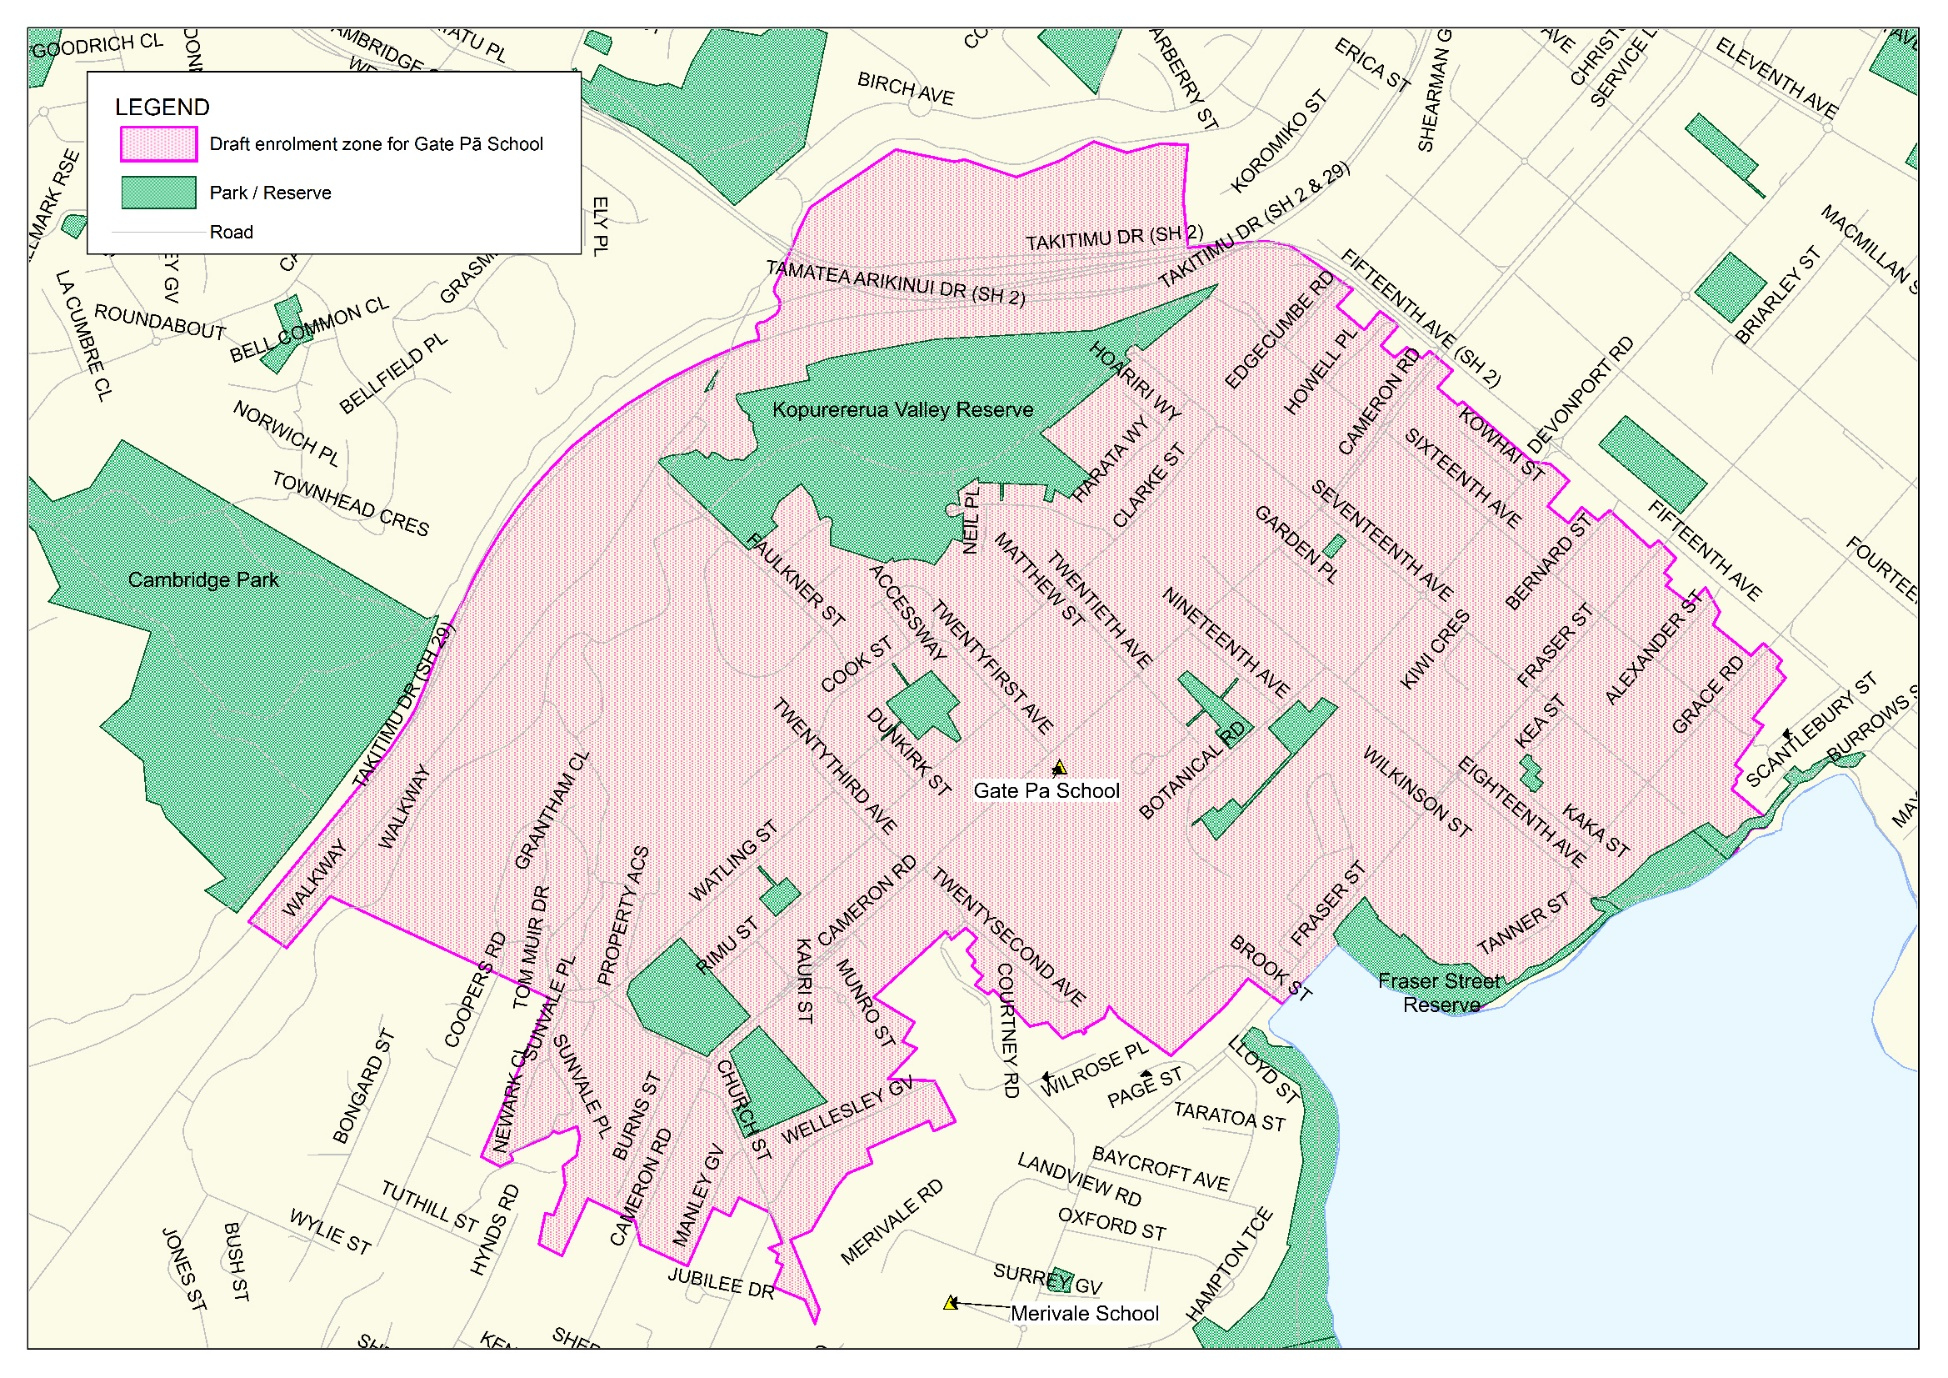 GOODRICH CL
BIRCH AVE
ERICA ST
SHEARMAN
ELEVENTH AVE
LEGEND
Draft enrolment zone for Gate Pā School
Park / Reserve
Road
KOROMIKO ST
ELY PL
TAKITIMU DR (SH 2)
TAKITIMU DR (SH 2 & 29)
TAMATEA ARIKINUI DR (SH 2)
MACMILLAN
BRIARLEY ST
FIFTEENTH AVE (SH 2)
LA CUMBRE CL
ROUNDABOUT
BELL COMMON CL
BELLFIELD PL
NORWICH PL
TOWNHEAD CRES
EDGECUMBE RD
HOWELL PL
CAMERON RD
HOARIRI WY
HARATA WY
CLARKE ST
Kopurererua Valley Reserve
DEVONPORT RD
KOWHAI ST
SIXTEENTH AVE
SEVENTEENTH AVE
GARDEN PL
FIFTEENTH AVE
BERNARD ST
NEIL PL
MATTHEW ST
TWENTIETH AVE
NINETEENTH AVE
FAULKNER ST
ACCESSWAY
TWENTYFIRST AVE
Cambridge Park
KIWI CRES
FRASER ST
ALEXANDER ST
GRACE RD
KEA ST
SCANTLEBURY ST
BURROWS S
COOK ST
DUNKIRK ST
TWENTYTHIRD AVE
TAKITIMU DR (SH 29)
WALKWAY
WALKWAY
Gate Pa School
BOTANICAL RD
WILKINSON ST
EIGHTEENTH AVE
KAKA ST
GRANTHAM CL
WATLING ST
PROPERTY ACS
TOM MUIR DR
COOPERS RD
CAMERON RD
RIMU ST
TWENTYSECOND AVE
FRASER ST
BROOK ST
TANNER ST
Fraser Street
Reserve
SUNVALE PL
SUNVALE PL
KAURI ST
MUNRO ST
COURTNEY RD
NEWARK CL
BONGARD ST
BURNS ST
CHURCH ST
WELLESLEY GV
WILROSE PL
PAGE ST
LLOYD ST
TARATOA ST
CAMERON RD
MANLEY GV
BAYCROFT AVE
LANDVIEW RD
OXFORD ST
HAMPTON TCE
TUTHILL ST
HYNDS RD
WYLIE ST
BUSH ST
JONES ST
JUBILEE DR
MERIVALE RD
SURREY GV
Merivale School